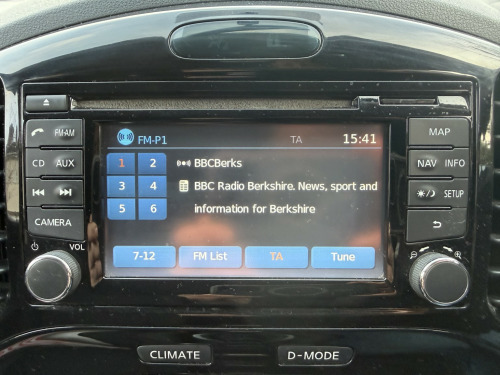 FM-P1 TA 15:41
FM-AM
MAP
CD AUX
1 2 BBCBerks
NAV INFO
3 4 BBC Radio Berkshire. News, sport and
SETUP
5 6 information for Berkshire
CAMERA
VOL
7-12 FM List TA Tune
CLIMATE D-MODE